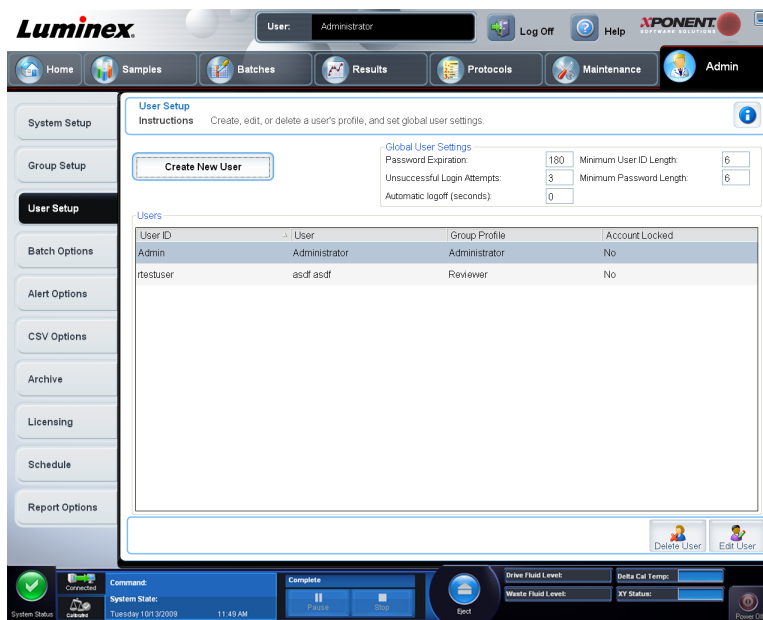 Luminex.
User: Administrator
Log Off
Help
XPONENT.
SOFTWARE SOLUTIONS
Home
Samples
Batches
Results
Protocols
Maintenance
Admin
System Setup
Group Setup
User Setup
Batch Options
Alert Options
CSV Options
Archive
Licensing
Schedule
Report Options
User Setup
Instructions Create, edit, or delete a user's profile, and set global user settings.
Create New User
Global User Settings
Password Expiration: 180 Minimum User ID Length: 6
Unsuccessful Login Attempts: 3 Minimum Password Length: 6
Automatic logoff (seconds): 0
Users
User ID User Group Profile Account Locked
Admin Administrator Administrator No
rtestuser asdf asdf Reviewer No
Delete User
Edit User
System Status
Connected
Calibrated
Command:
System State:
Tuesday 10/13/2009 11:49 AM
Complete
Pause
Stop
Eject
Drive Fluid Level:
Waste Fluid Level:
Delta Cal Temp:
XY Status:
Power Off